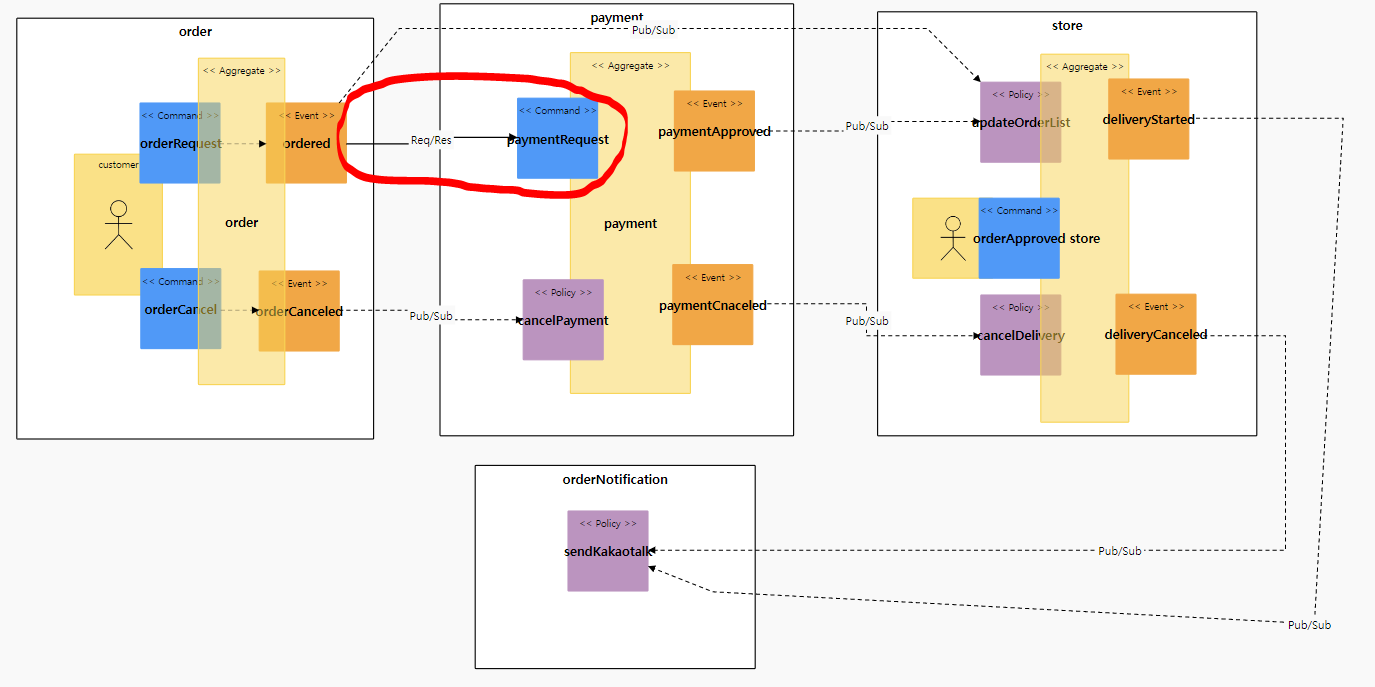 order
payment
store
Pub/Sub
<< Aggregate >>
<< Aggregate >>
<< Aggregate >>
<< Command >>
orderRequest
<< Event >>
ordered
Req/Res
<< Command >>
paymentRequest
<< Event >>
paymentApproved
Pub/Sub
<< Policy >>
updateOrderList
<< Event >>
deliveryStarted
customer
order
payment
<< Command >>
orderApproved
store
<< Command >>
orderCancel
<< Event >>
orderCanceled
Pub/Sub
<< Policy >>
cancelPayment
<< Event >>
paymentCnaceled
Pub/Sub
<< Policy >>
cancelDelivery
<< Event >>
deliveryCanceled
orderNotification
<< Policy >>
sendKakaotalk
Pub/Sub
Pub/Sub